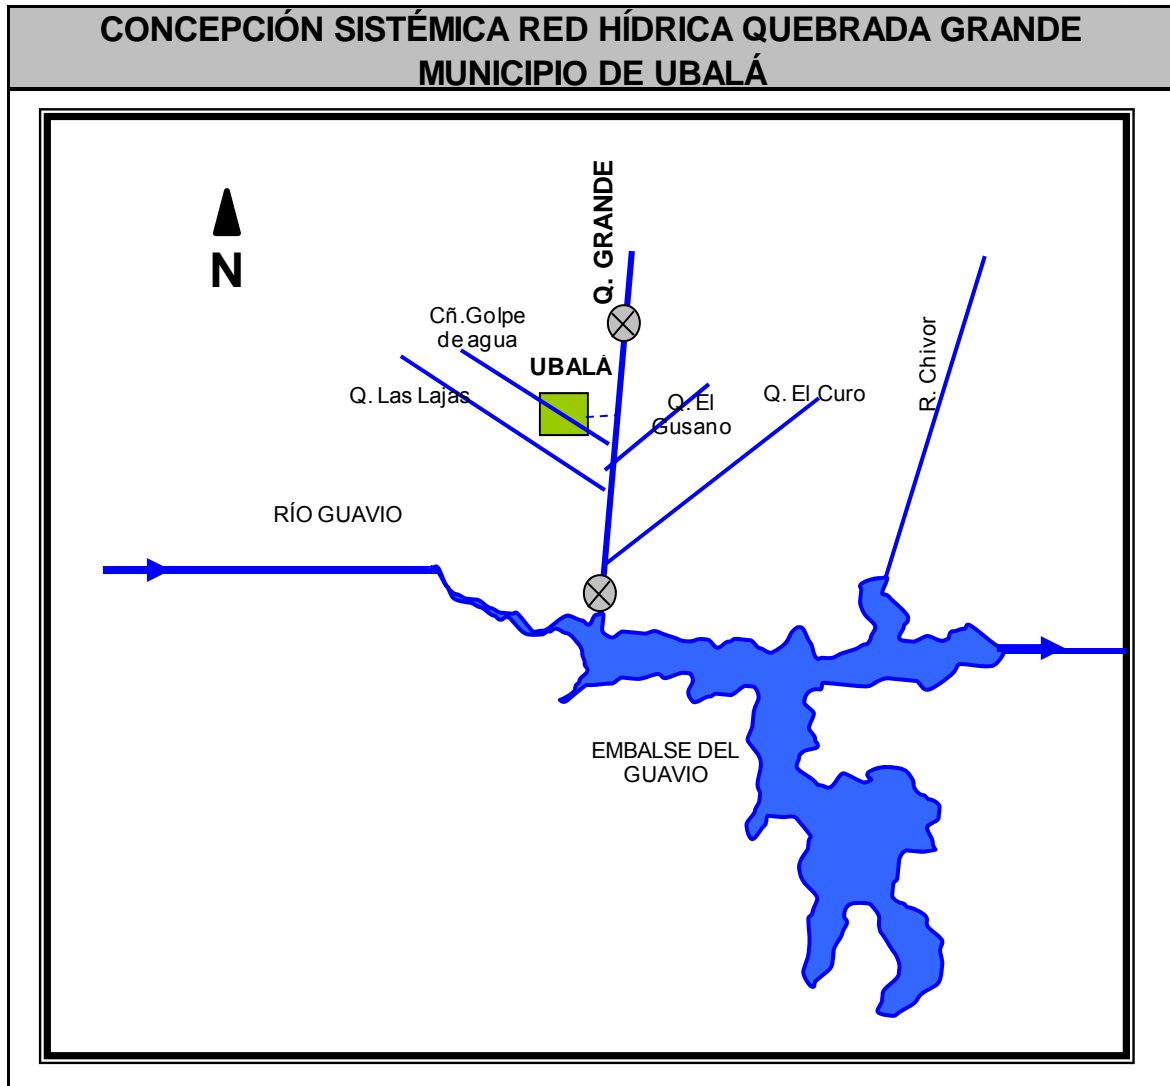 CONCEPCIÓN SISTÉMICA RED HÍDRICA QUEBRADA GRANDE
MUNICIPIO DE UBALÁ
Q. GRANDE
N
Cñ.Golpe
de agua
UBALÁ
Q. Las Lajas
Q. El
Gusano
Q. El Curo
R. Chivor
RÍO GUAVIO
EMBALSE DEL
GUAVIO